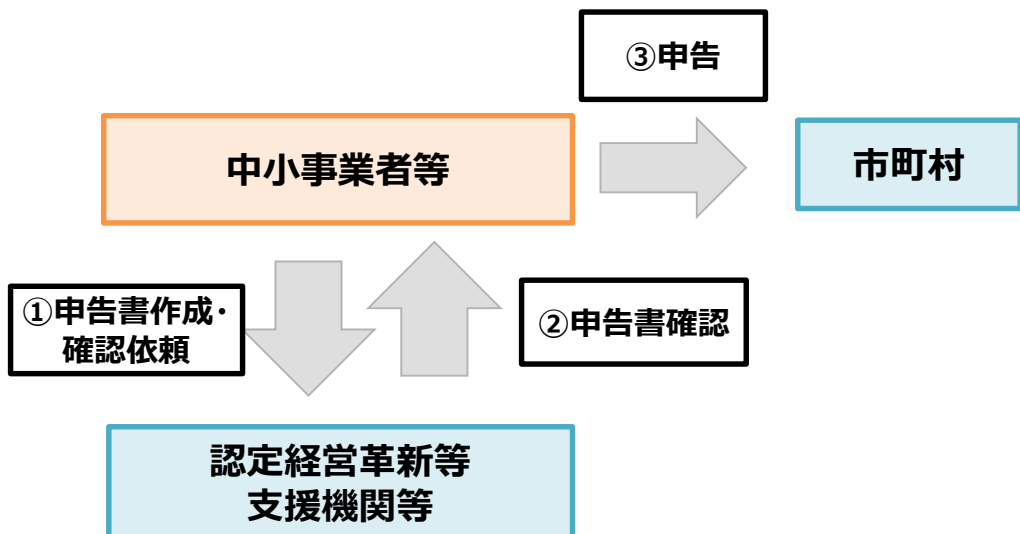 ③申告
中小事業者等
市町村
①申告書作成・
確認依頼
②申告書確認
認定経営革新等
支援機関等